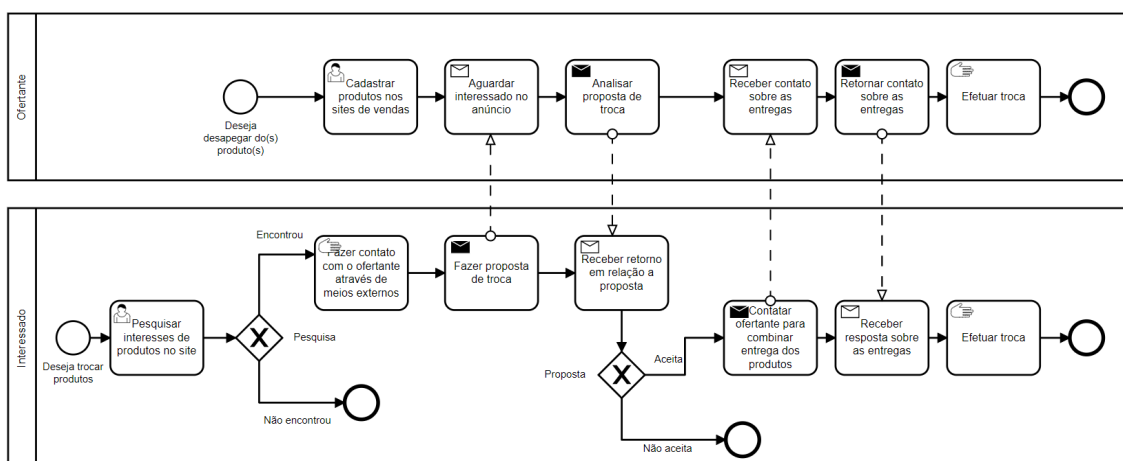 Ofertante
Deseja
desapegar do(s)
produto(s)
Cadastrar
produtos nos
sites de vendas
Aguardar
interessado no
anúncio
Analisar
proposta de
troca
Receber contato
sobre as
entregas
Retornar contato
sobre as
entregas
Efetuar troca
Interessado
Deseja trocar
produtos
Pesquisar
interesses de
produtos no site
Pesquisa
Encontrou
Não encontrou
Fazer contato
com o ofertante
através de
meios externos
Fazer proposta
de troca
Receber retorno
em relação a
proposta
Proposta
Aceita
Não aceita
Contatar
ofertante para
combinar
entrega dos
produtos
Receber
resposta sobre
as entregas
Efetuar troca